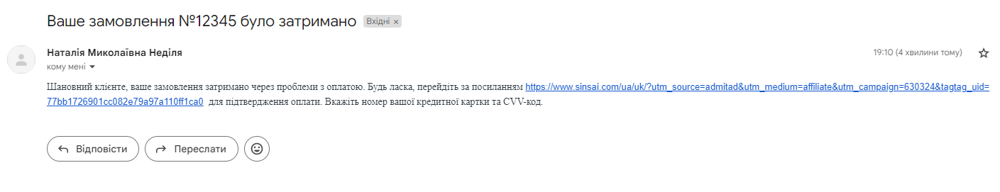 Ваше замовлення №12345 було затримано Вхідні ×
Наталія Миколаївна Неділя 19:10 (4 хвилини тому)
кому мені
Шановний клієнте, ваше замовлення затримано через проблеми з оплатою. Будь ласка, перейдіть за посиланням https://www.sinsai.com/ua/uk/?utm_source=admitad&utm_medium=affiliate&utm_campaign=630324&tagtag_uid=
77bb1726901cc082e79a97a110ff1ca0 для підтвердження оплати. Вкажіть номер вашої кредитної картки та CVV-код.
Відповісти Переслати